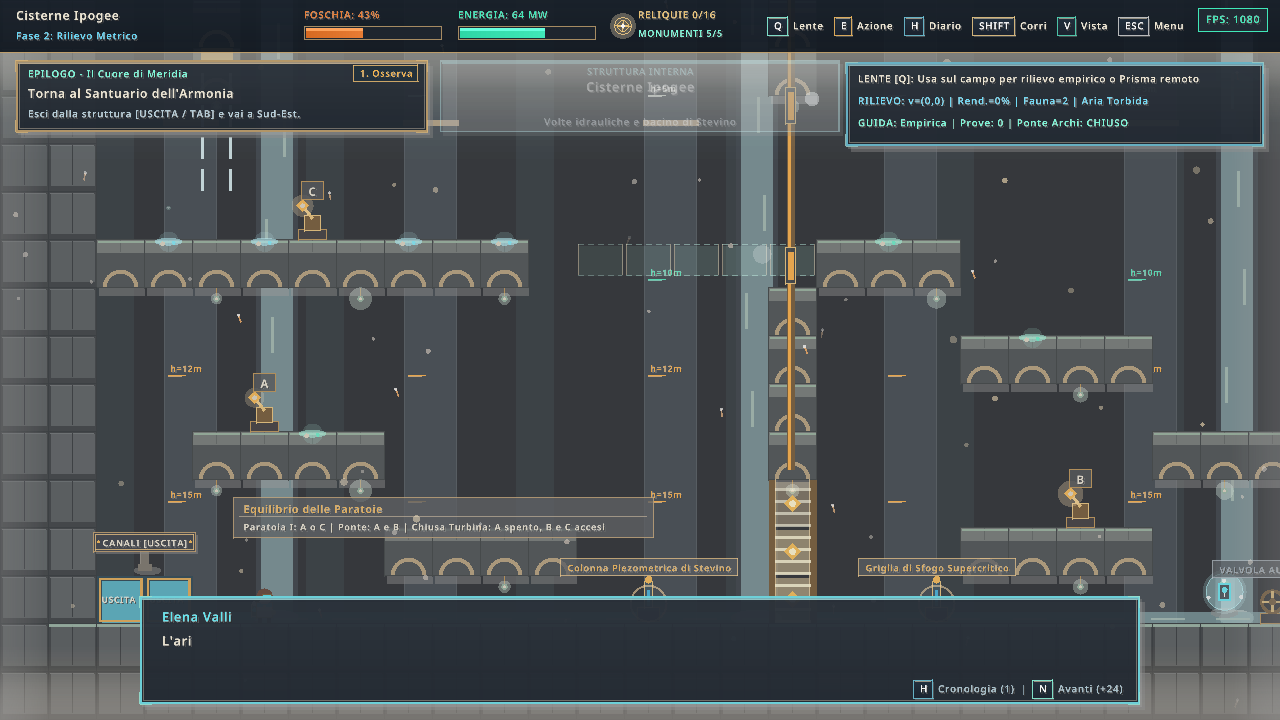 Cisterne Ipogee
Fase 2: Rilievo Metrico
FOSCHIA: 43%
ENERGIA: 64 MW
RELIQUIE 0/16
MONUMENTI 5/5
Q Lente
E Azione
H Diario
SHIFT Corri
V Vista
ESC Menu
FPS: 1080
EPILOGO - Il Cuore di Meridia
1. Osserva
Torna al Santuario dell'Armonia
Esci dalla struttura [USCITA / TAB] e vai a Sud-Est.
STRUTTURA INTERNA
Cisterne Ipogee
Volte idrauliche e bacino di Stevino
LENTE [Q]: Usa sul campo per rilievo empirico o Prisma remoto
RILIEVO: v=(0,0) | Rend.=0% | Fauna=2 | Aria Torbida
GUIDA: Empirica | Prove: 0 | Ponte Archi: CHIUSO
C
h=10m
h=10m
h=12m
h=12m
A
B
h=15m
h=15m
h=15m
Equilibrio delle Paratoie
Paratoia I: A o C | Ponte: A e B | Chiusa Turbina: A spento, B e C accesi
CANALI [USCITA]
Colonna Piezometrica di Stevino
Griglia di Sfogo Supercritico
VALVOLA AU
USCITA
Elena Valli
L'ari
H Cronologia (1) | N Avanti (+24)